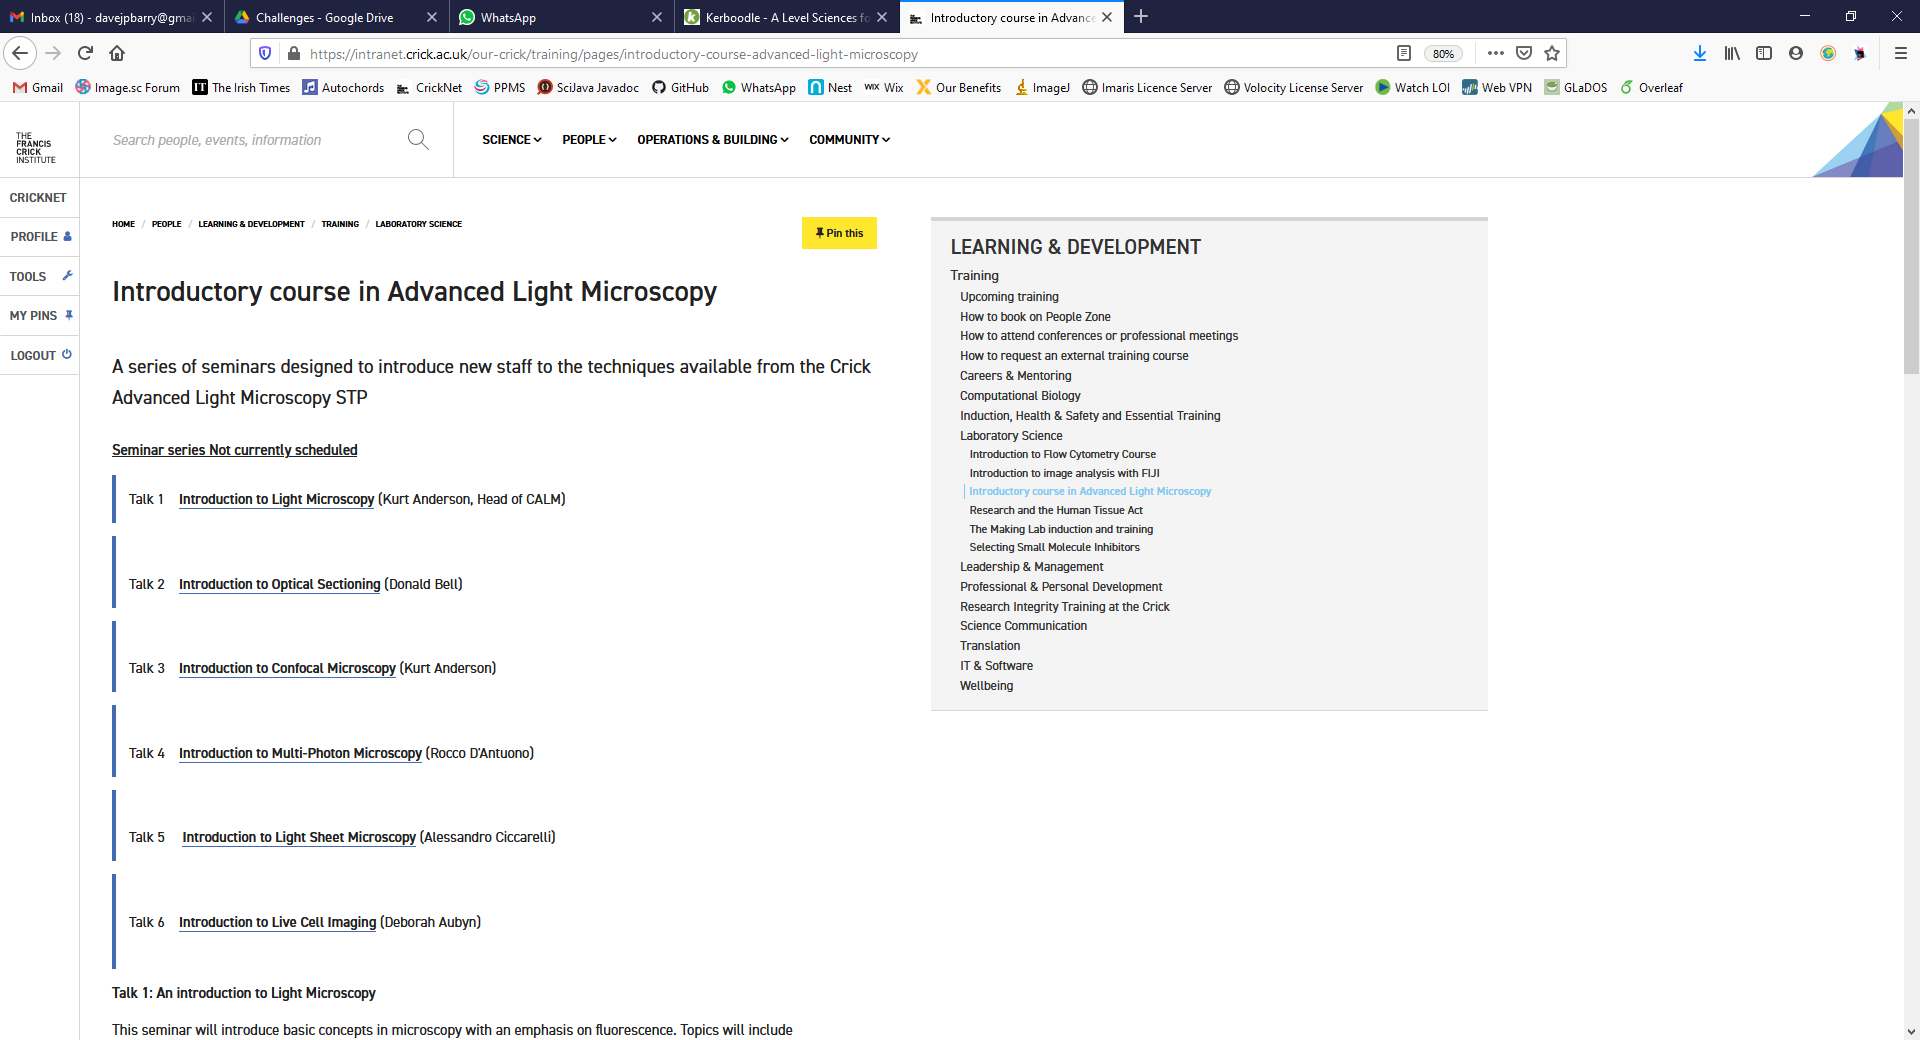 Inbox (18) - davejpbarry@gmai
Challenges - Google Drive
WhatsApp
Kerboodle - A Level Sciences fo
Introductory course in Advance
https://intranet.crick.ac.uk/our-crick/training/pages/introductory-course-advanced-light-microscopy
80%
Gmail Image.sc Forum The Irish Times Autochords CrickNet PPMS SciJava Javadoc GitHub WhatsApp Nest Wix Our Benefits ImageJ Imaris Licence Server Volocity License Server Watch LOI Web VPN GLaDOS Overleaf
THE
FRANCIS
CRICK
INSTITUTE
Search people, events, information
SCIENCE PEOPLE OPERATIONS & BUILDING COMMUNITY
CRICKNET
PROFILE
TOOLS
MY PINS
LOGOUT
HOME / PEOPLE / LEARNING & DEVELOPMENT / TRAINING / LABORATORY SCIENCE
Pin this
Introductory course in Advanced Light Microscopy
A series of seminars designed to introduce new staff to the techniques available from the Crick
Advanced Light Microscopy STP
Seminar series Not currently scheduled
Talk 1 Introduction to Light Microscopy (Kurt Anderson, Head of CALM)
Talk 2 Introduction to Optical Sectioning (Donald Bell)
Talk 3 Introduction to Confocal Microscopy (Kurt Anderson)
Talk 4 Introduction to Multi-Photon Microscopy (Rocco D'Antuono)
Talk 5 Introduction to Light Sheet Microscopy (Alessandro Ciccarelli)
Talk 6 Introduction to Live Cell Imaging (Deborah Aubyn)
Talk 1: An introduction to Light Microscopy
This seminar will introduce basic concepts in microscopy with an emphasis on fluorescence. Topics will include
LEARNING & DEVELOPMENT
Training
Upcoming training
How to book on People Zone
How to attend conferences or professional meetings
How to request an external training course
Careers & Mentoring
Computational Biology
Induction, Health & Safety and Essential Training
Laboratory Science
Introduction to Flow Cytometry Course
Introduction to image analysis with FIJI
Introductory course in Advanced Light Microscopy
Research and the Human Tissue Act
The Making Lab induction and training
Selecting Small Molecule Inhibitors
Leadership & Management
Professional & Personal Development
Research Integrity Training at the Crick
Science Communication
Translation
IT & Software
Wellbeing